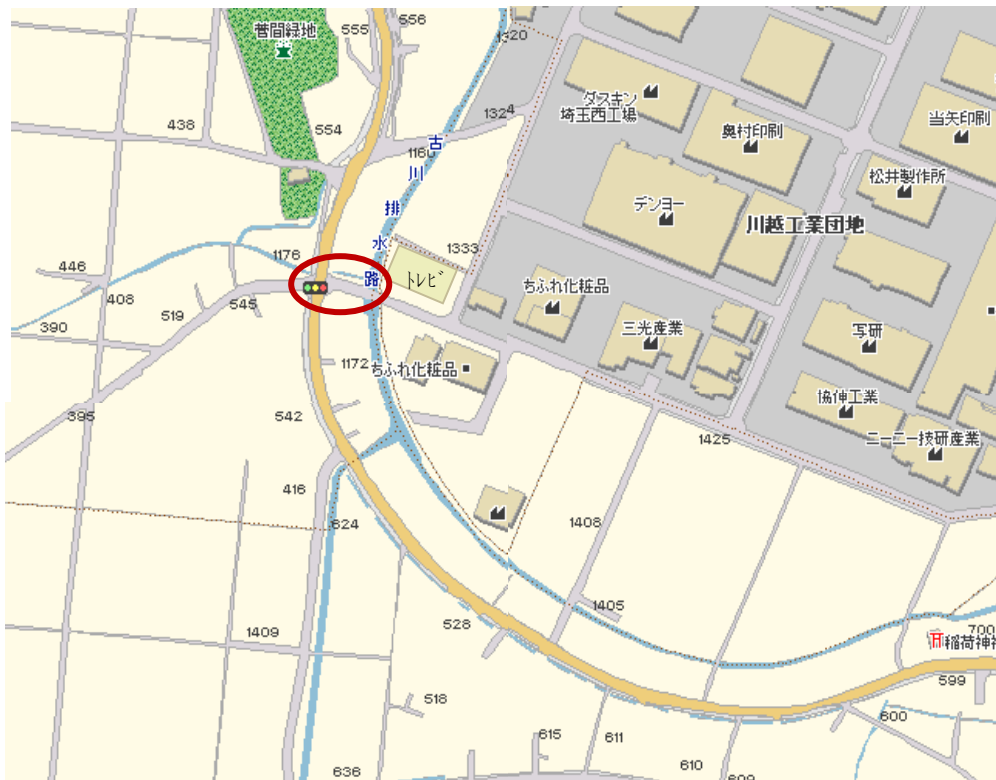 菅間緑地
555
556
1320
438
554
1324
1160
古
川
排
水
路
ダスキン
埼玉西工場
奥村印刷
当矢印刷
松井製作所
デンヨー
川越工業団地
1176
1333
トレビ
446
408
545
519
390
ちふれ化粧品
三光産業
写研
1172
ちふれ化粧品
協伸工業
395
542
1425
ニーニー技研産業
416
624
1408
1405
1409
528
700
稲荷神
599
518
600
615
611
636
610
609